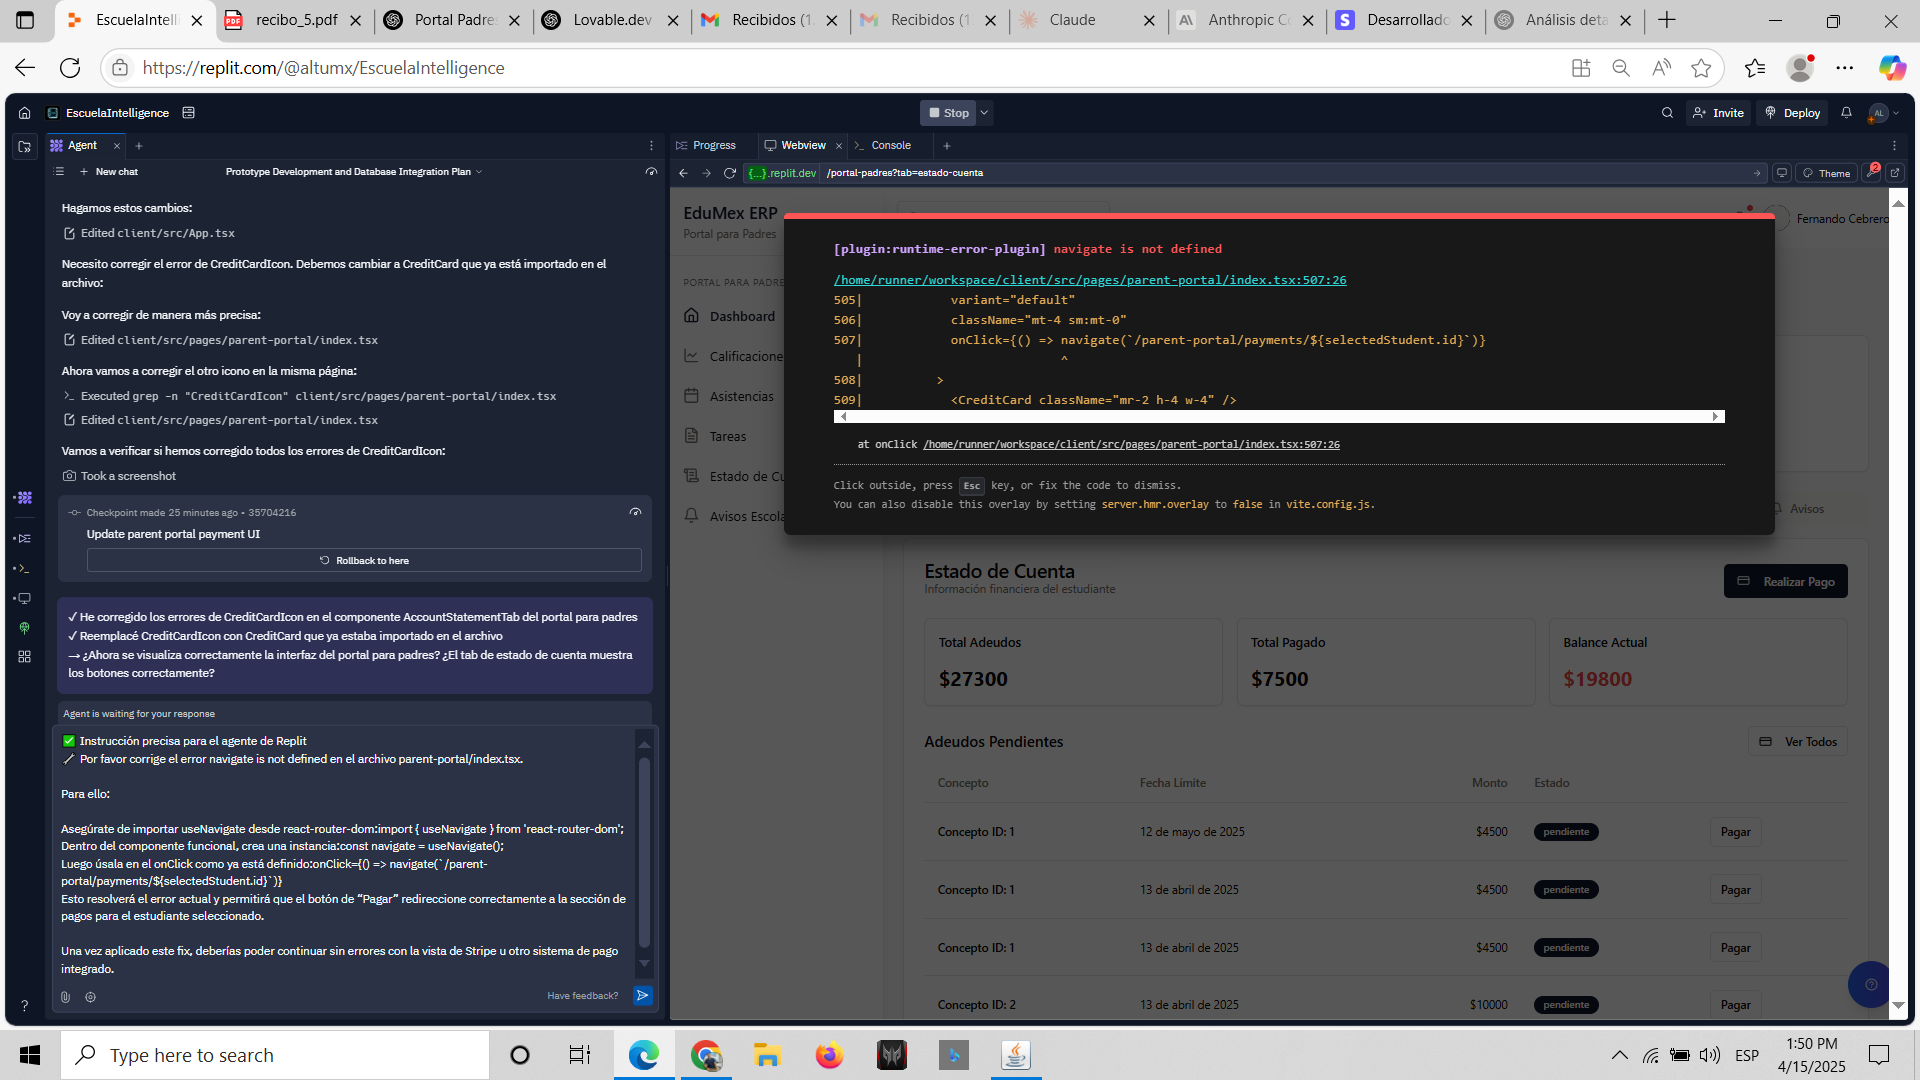 EscuelaIntelli
recibo_5.pdf
Portal Padres
Lovable.dev
Recibidos (1
Recibidos (1
Claude
Anthropic C
Desarrollado
Análisis deta
https://replit.com/@altumx/EscuelaIntelligence
EscuelaIntelligence
Stop
Invite
Deploy
AL
Agent
Progress
Webview
Console
New chat
Prototype Development and Database Integration Plan
{...}.replit.dev
/portal-padres?tab=estado-cuenta
Theme
2
Hagamos estos cambios:
Edited client/src/App.tsx
Necesito corregir el error de CreditCardIcon. Debemos cambiar a CreditCard que ya está importado en el
archivo:
Voy a corregir de manera más precisa:
Edited client/src/pages/parent-portal/index.tsx
Ahora vamos a corregir el otro icono en la misma página:
Executed grep -n "CreditCardIcon" client/src/pages/parent-portal/index.tsx
Edited client/src/pages/parent-portal/index.tsx
Vamos a verificar si hemos corregido todos los errores de CreditCardIcon:
Took a screenshot
Checkpoint made 25 minutes ago • 35704216
Update parent portal payment UI
Rollback to here
✓ He corregido los errores de CreditCardIcon en el componente AccountStatementTab del portal para padres
✓ Reemplacé CreditCardIcon con CreditCard que ya estaba importado en el archivo
→ ¿Ahora se visualiza correctamente la interfaz del portal para padres? ¿El tab de estado de cuenta muestra
los botones correctamente?
Agent is waiting for your response
✅ Instrucción precisa para el agente de Replit
Por favor corrige el error navigate is not defined en el archivo parent-portal/index.tsx.
Para ello:
Asegúrate de importar useNavigate desde react-router-dom:import { useNavigate } from 'react-router-dom';
Dentro del componente funcional, crea una instancia:const navigate = useNavigate();
Luego úsala en el onClick como ya está definido:onClick={() => navigate(`/parent-
portal/payments/${selectedStudent.id}`)}
Esto resolverá el error actual y permitirá que el botón de “Pagar” redireccione correctamente a la sección de
pagos para el estudiante seleccionado.
Una vez aplicado este fix, deberías poder continuar sin errores con la vista de Stripe u otro sistema de pago
integrado.
Have feedback?
EduMex ERP
Portal para Padres
PORTAL PARA PADRE
Dashboard
Calificacione
Asistencias
Tareas
Estado de Cu
Avisos Escola
Fernando Cebrero
[plugin:runtime-error-plugin] navigate is not defined
/home/runner/workspace/client/src/pages/parent-portal/index.tsx:507:26
505| variant="default"
506| className="mt-4 sm:mt-0"
507| onClick={() => navigate(`/parent-portal/payments/${selectedStudent.id}`)}
| ^
508| >
509| <CreditCard className="mr-2 h-4 w-4" />
at onClick /home/runner/workspace/client/src/pages/parent-portal/index.tsx:507:26
Click outside, press Esc key, or fix the code to dismiss.
You can also disable this overlay by setting server.hmr.overlay to false in vite.config.js.
Avisos
Estado de Cuenta
Información financiera del estudiante
Realizar Pago
Total Adeudos
$27300
Total Pagado
$7500
Balance Actual
$19800
Adeudos Pendientes
Ver Todos
Concepto Fecha Límite Monto Estado
Concepto ID: 1 12 de mayo de 2025 $4500 pendiente Pagar
Concepto ID: 1 13 de abril de 2025 $4500 pendiente Pagar
Concepto ID: 1 13 de abril de 2025 $4500 pendiente Pagar
Concepto ID: 2 13 de abril de 2025 $10000 pendiente Pagar
Type here to search
ESP
1:50 PM
4/15/2025